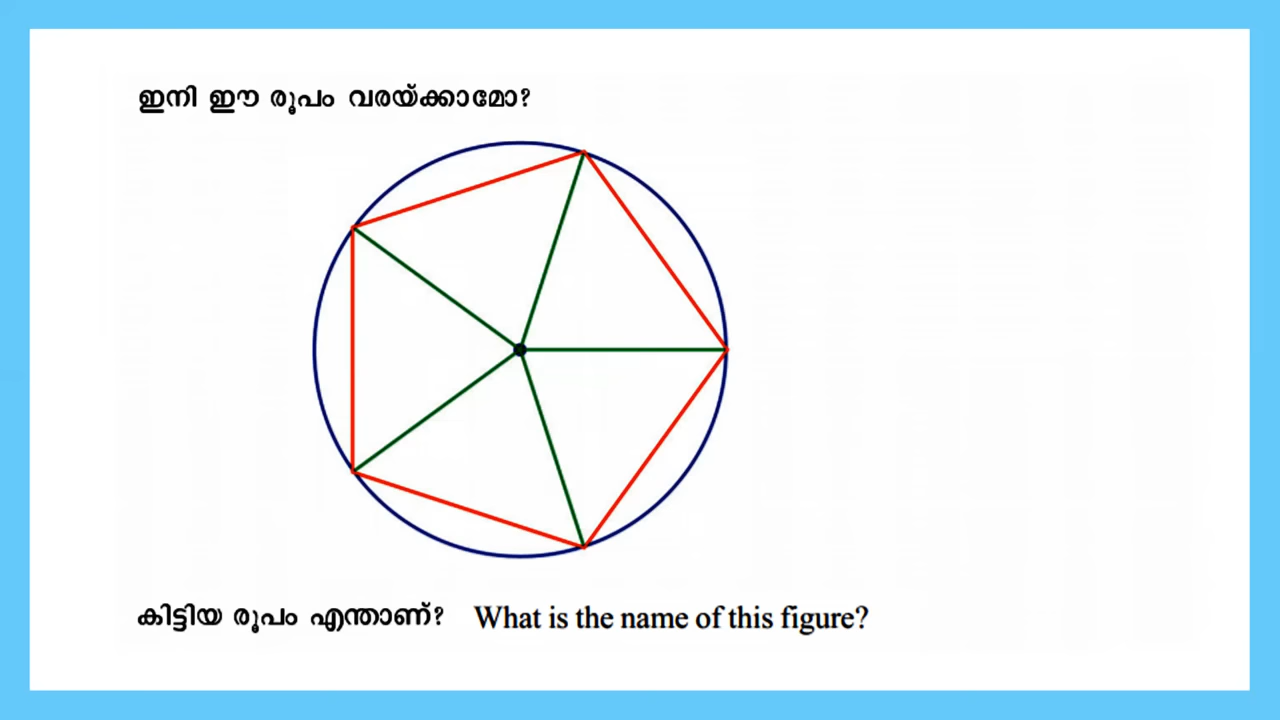 ഇനി ഈ രൂപം വരയ്ക്കാമോ?
കിട്ടിയ രൂപം എന്താണ്? What is the name of this figure?